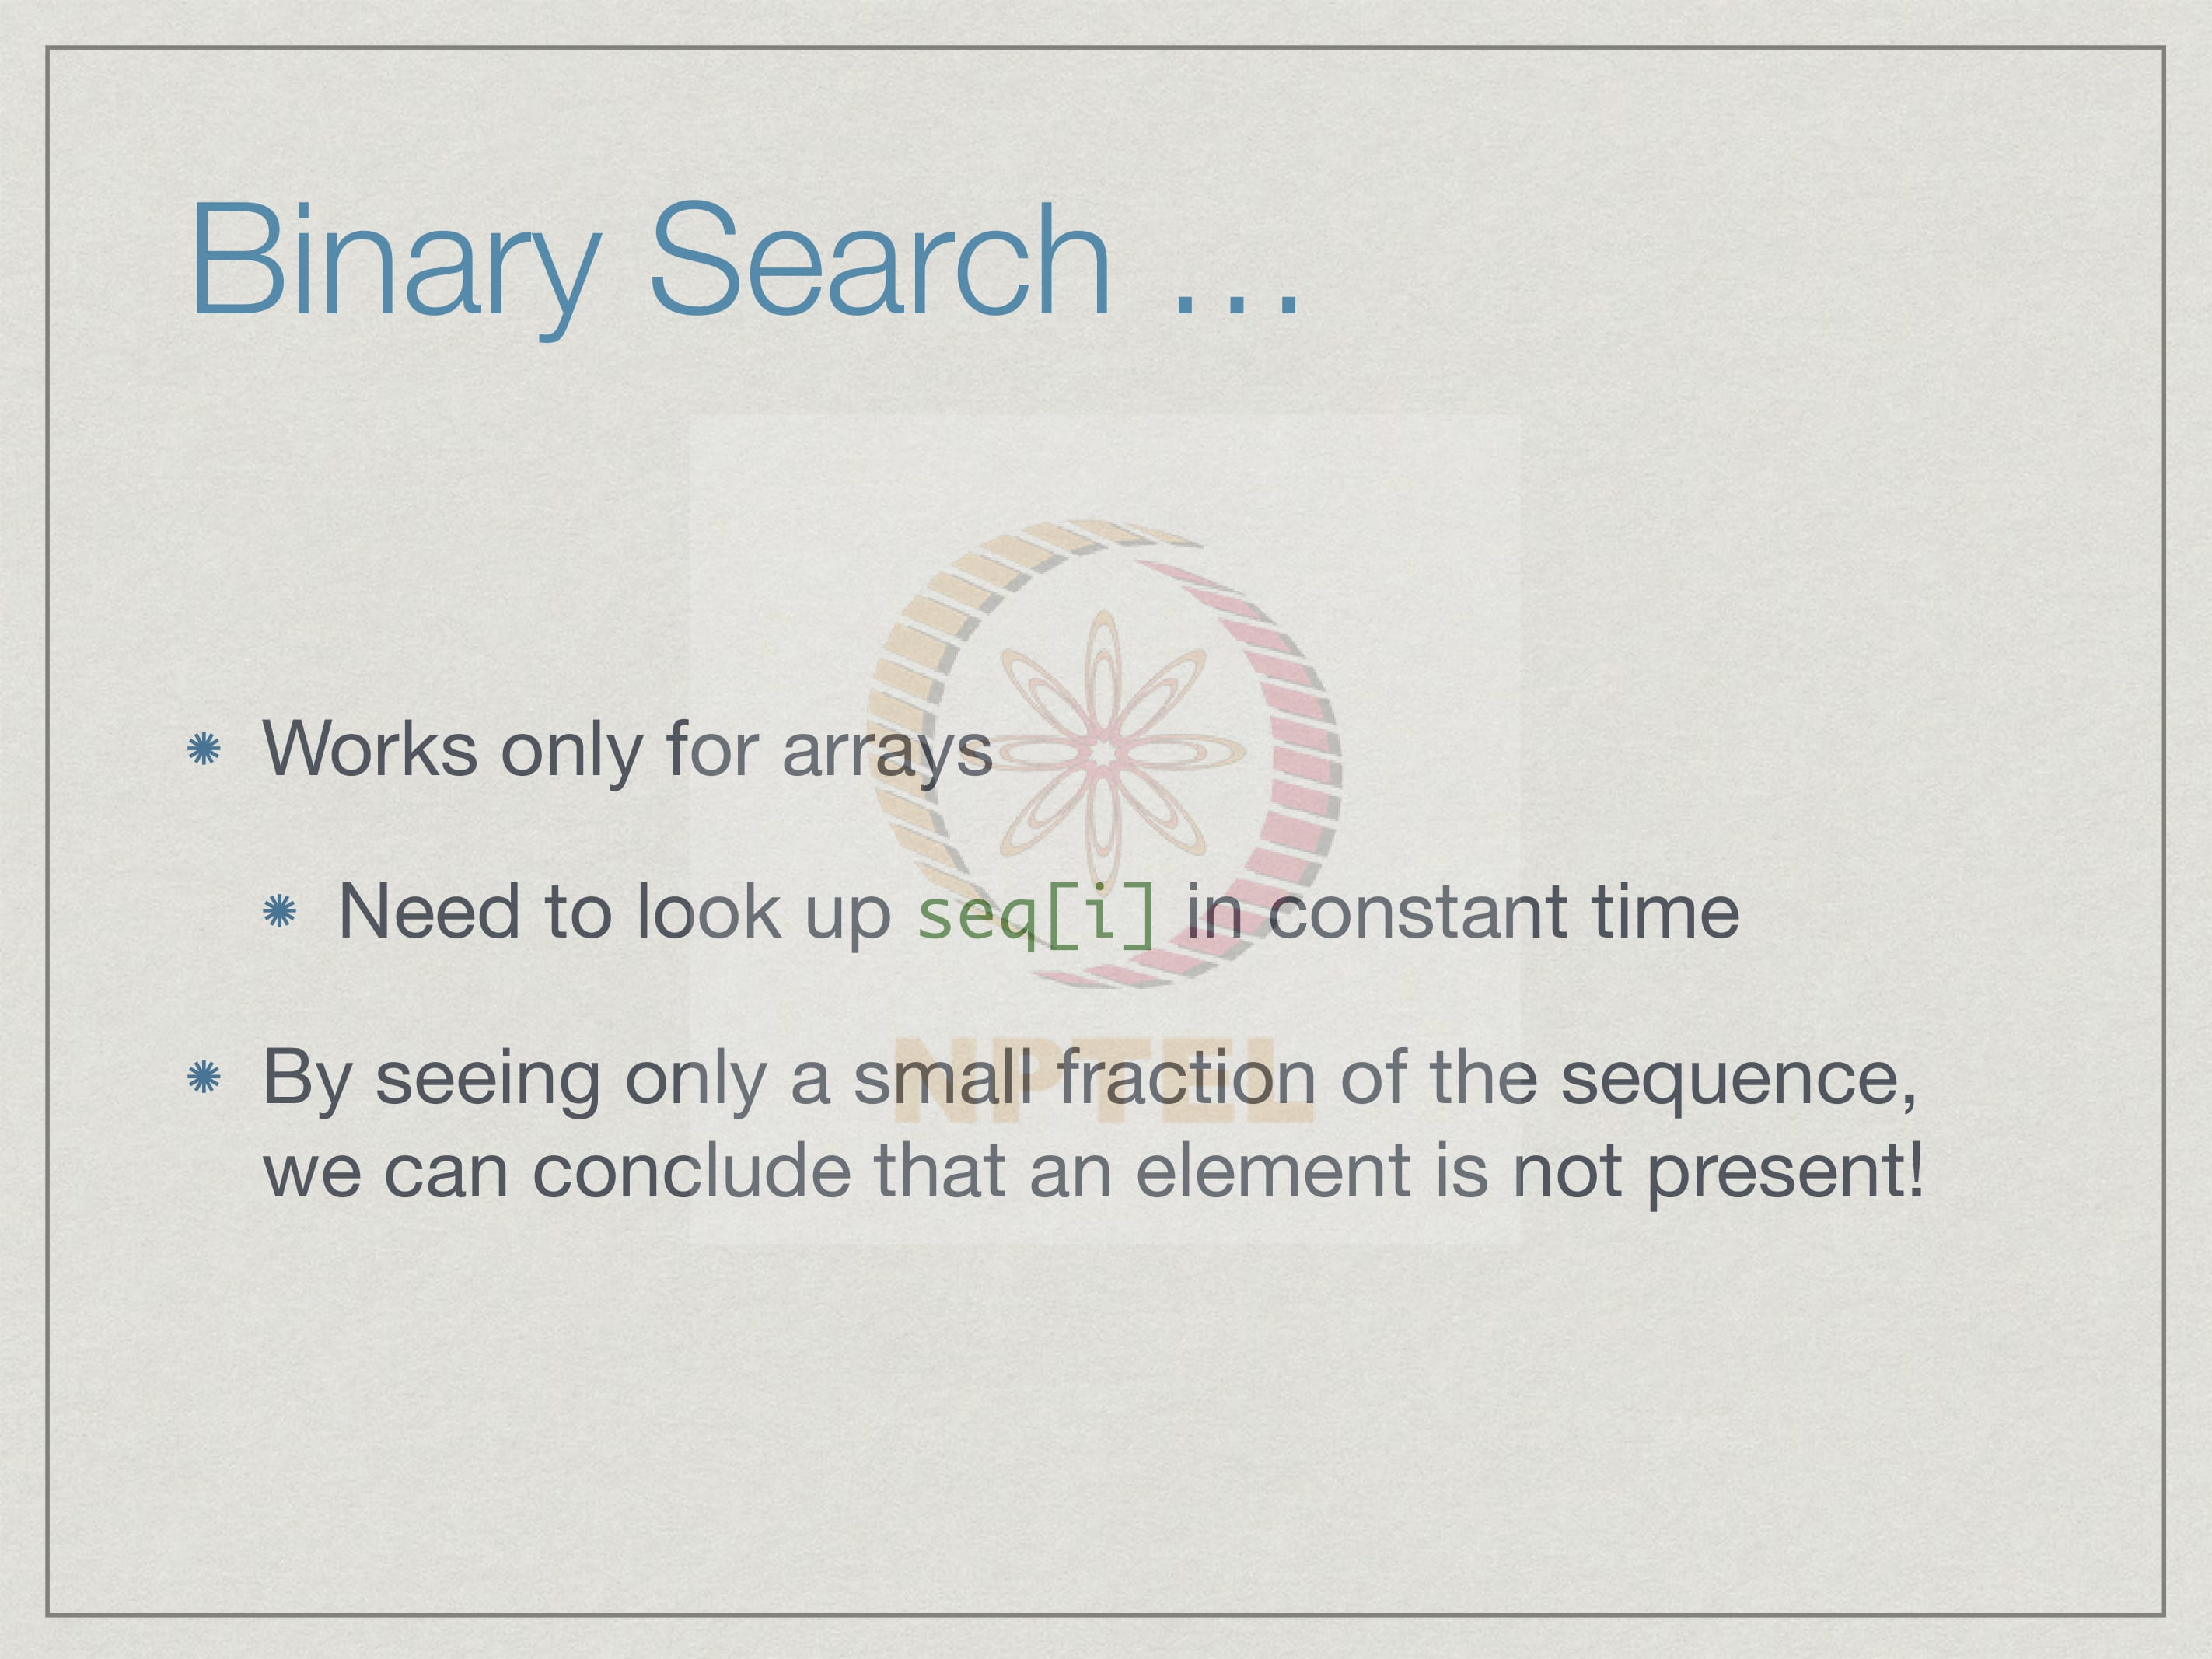 Binary Search …
Works only for arrays
Need to look up seq[i] in constant time
By seeing only a small fraction of the sequence,
we can conclude that an element is not present!
NPTEL